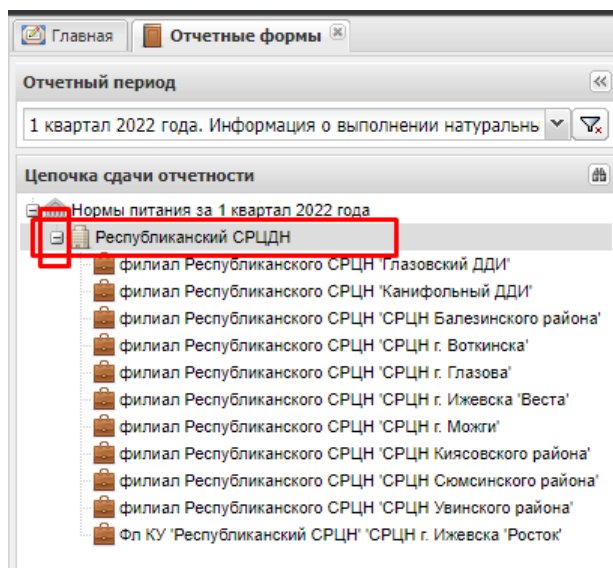 Главная
Отчетные формы
Отчетный период
1 квартал 2022 года. Информация о выполнении натуральнь
Цепочка сдачи отчетности
Нормы питания за 1 квартал 2022 года
Республиканский СРЦДН
филиал Республиканского СРЦН 'Глазовский ДДИ'
филиал Республиканского СРЦН 'Канифольный ДДИ'
филиал Республиканского СРЦН 'СРЦН Балезинского района'
филиал Республиканского СРЦН 'СРЦН г. Воткинска'
филиал Республиканского СРЦН 'СРЦН г. Глазова'
филиал Республиканского СРЦН 'СРЦН г. Ижевска 'Веста'
филиал Республиканского СРЦН 'СРЦН г. Можги'
филиал Республиканского СРЦН 'СРЦН Киясовского района'
филиал Республиканского СРЦН 'СРЦН Сюмсинского района'
филиал Республиканского СРЦН 'СРЦН Увинского района'
Фл КУ 'Республиканский СРЦН' 'СРЦН г. Ижевска 'Росток'